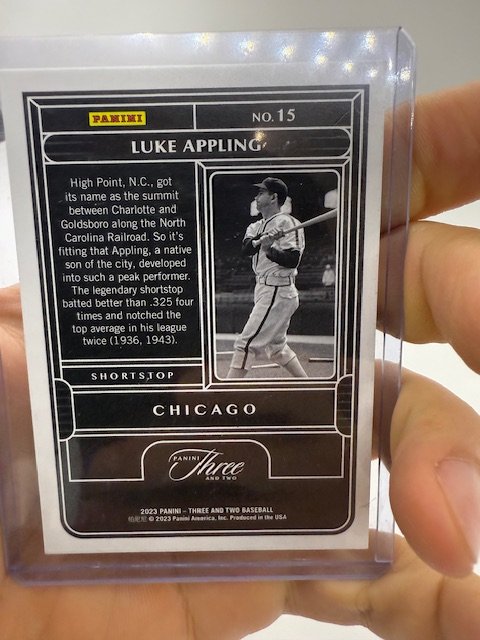 PANINI
NO. 15
LUKE APPLING
High Point, N.C., got
its name as the summit
between Charlotte and
Goldsboro along the North
Carolina Railroad. So it's
fitting that Appling, a native
son of the city, developed
into such a peak performer.
The legendary shortstop
batted better than .325 four
times and notched the
top average in his league
twice (1936, 1943).
SHORTSTOP
CHICAGO
PANINI
Three
AND TWO
2023 PANINI – THREE AND TWO BASEBALL
帕尼尼 © 2023 Panini America, Inc. Produced in the USA